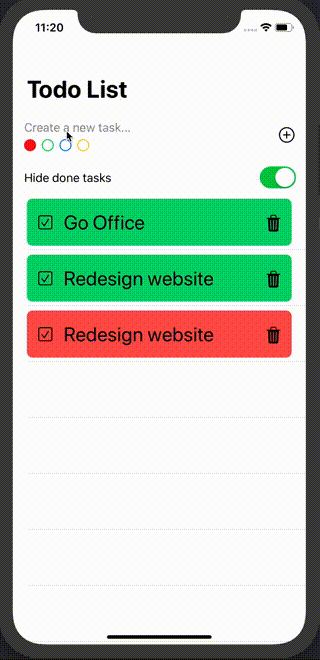 11:20
Todo List
Create a new task...
Hide done tasks
Go Office
Redesign website
Redesign website